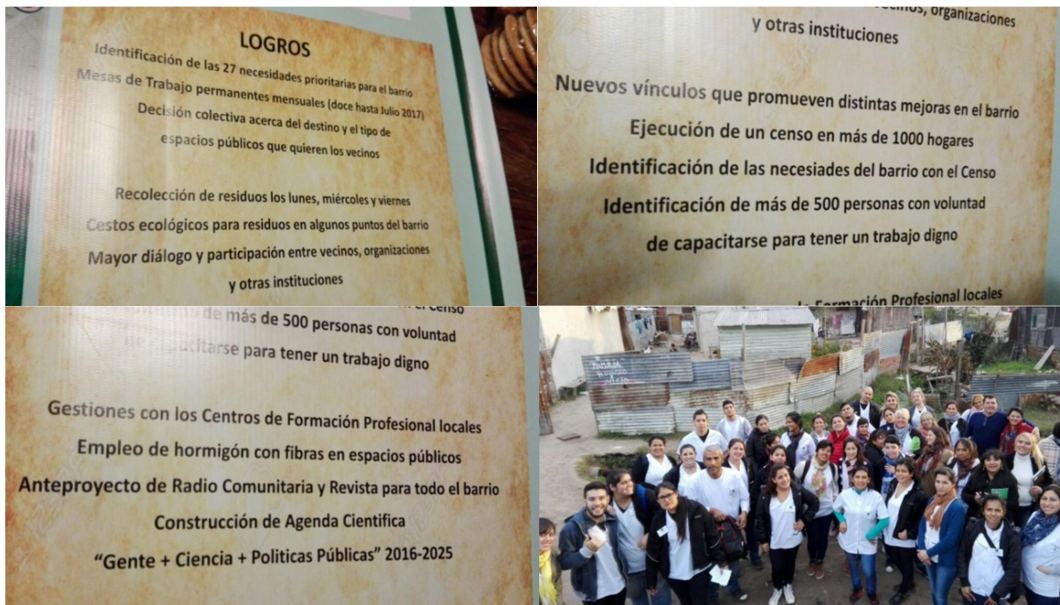 LOGROS
Identificación de las 27 necesidades prioritarias para el barrio
Mesas de Trabajo permanentes mensuales (doce hasta Julio 2017)
Decisión colectiva acerca del destino y el tipo de
espacios públicos que quieren los vecinos
Recolección de residuos los lunes, miércoles y viernes
Cestos ecológicos para residuos en algunos puntos del barrio
Mayor diálogo y participación entre vecinos, organizaciones
y otras instituciones
organizaciones
y otras instituciones
Nuevos vínculos que promueven distintas mejoras en el barrio
Ejecución de un censo en más de 1000 hogares
Identificación de las necesiades del barrio con el Censo
Identificación de más de 500 personas con voluntad
de capacitarse para tener un trabajo digno
Formación Profesional locales
Censo
de más de 500 personas con voluntad
para tener un trabajo digno
Gestiones con los Centros de Formación Profesional locales
Empleo de hormigón con fibras en espacios públicos
Anteproyecto de Radio Comunitaria y Revista para todo el barrio
Construcción de Agenda Cientifica
“Gente + Ciencia + Politicas Públicas” 2016-2025